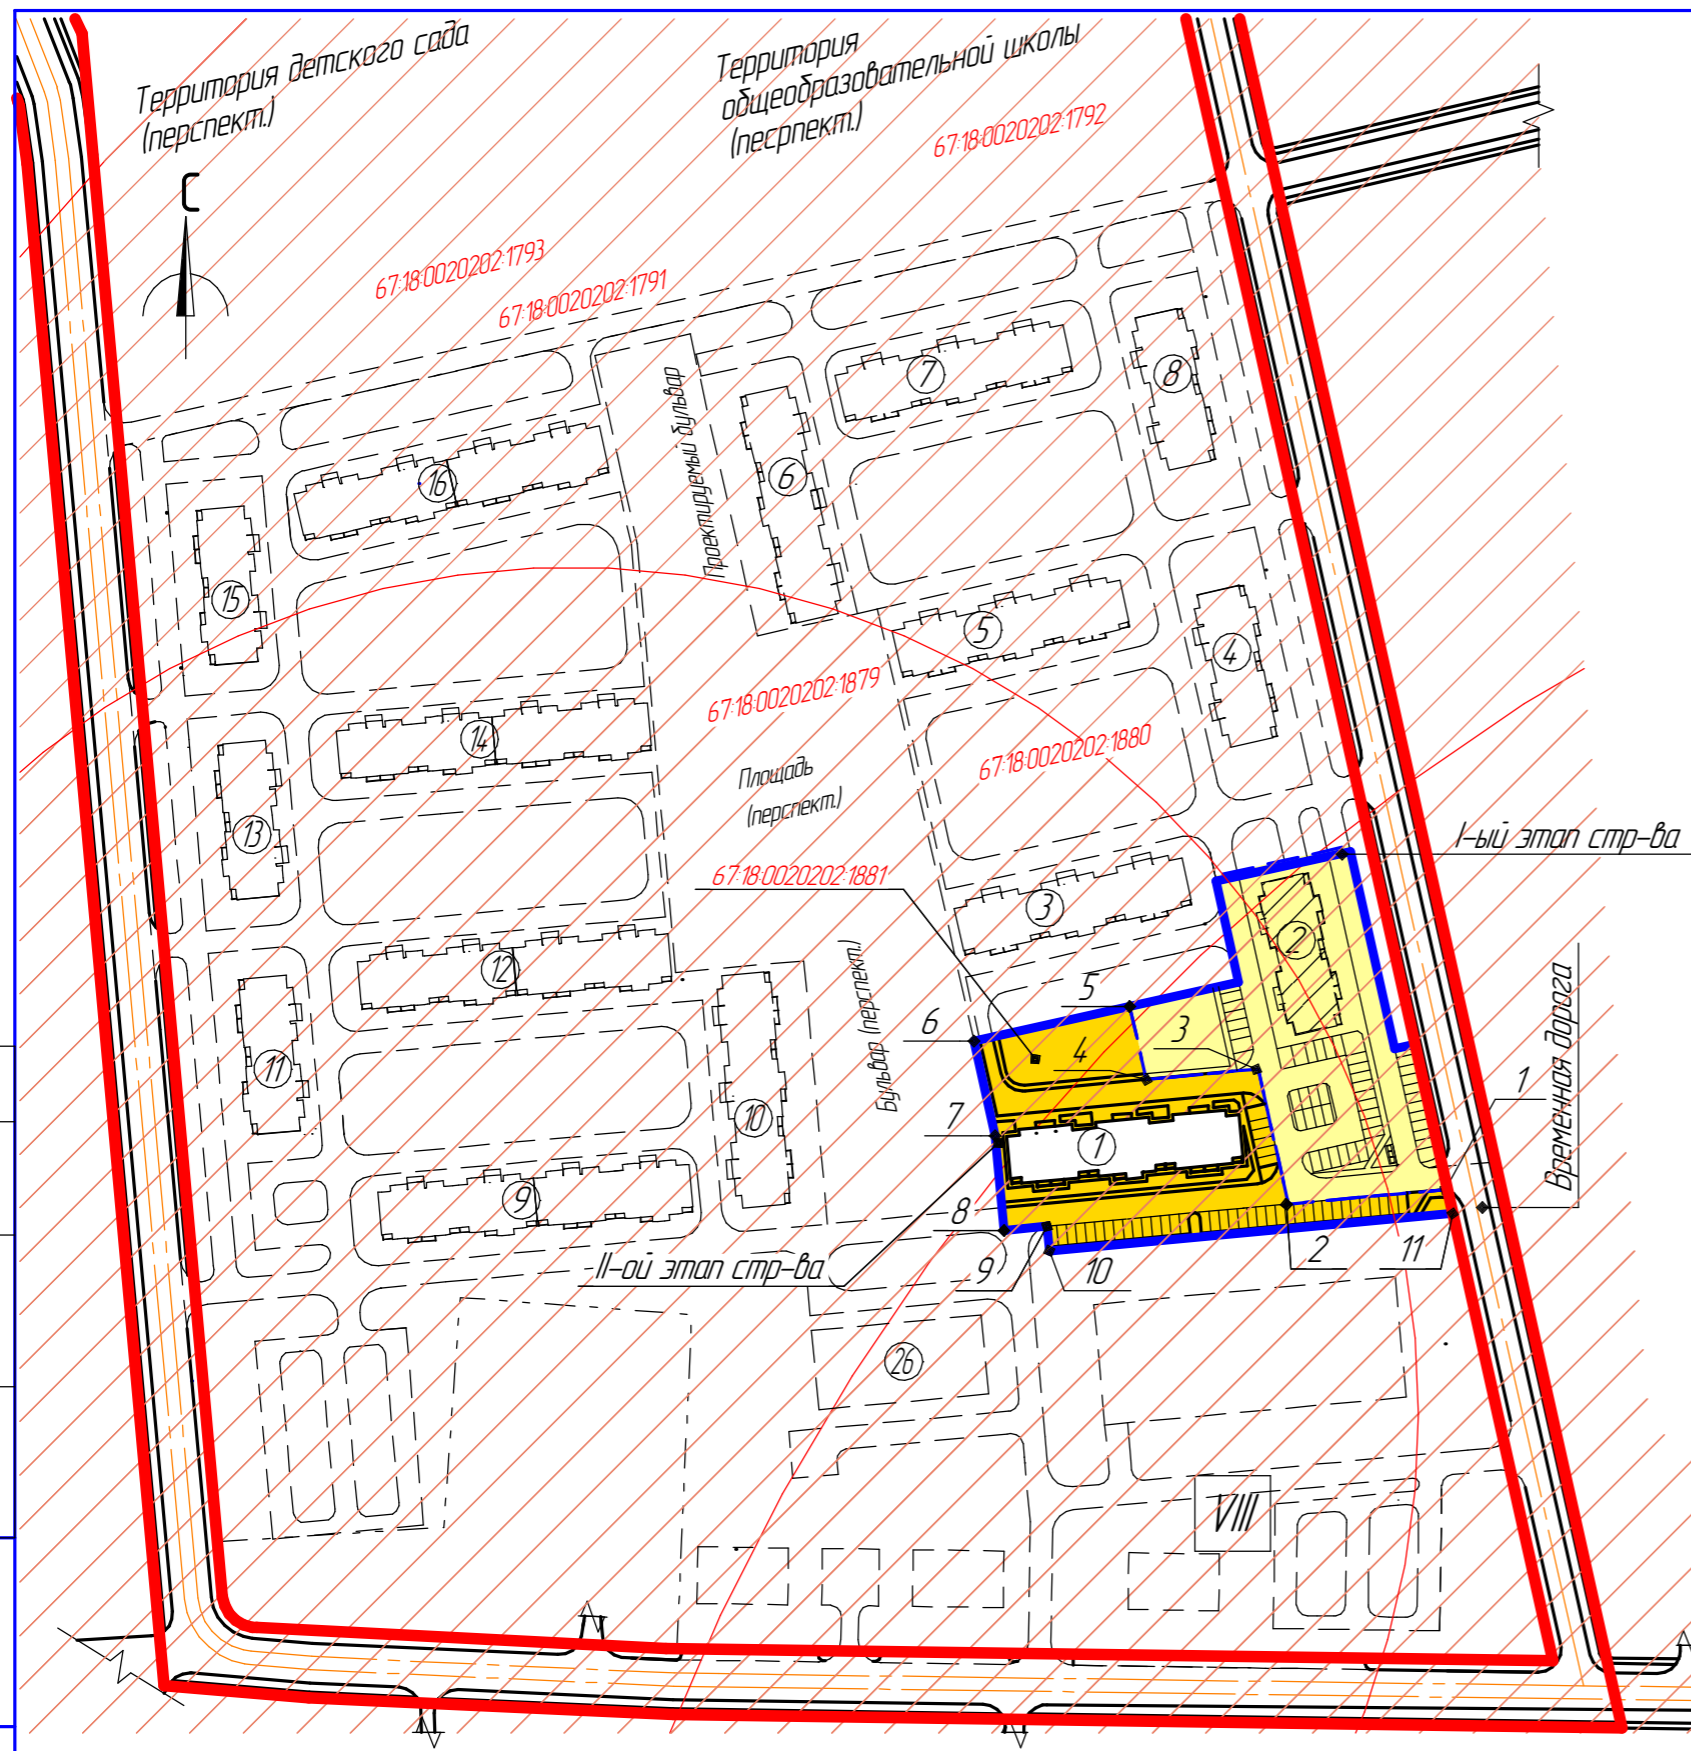 Территория детского сада
(перспект.)
Территория
общеобразовательной школы
(песрпект.)
67:18:0020202:1792
С
67:18:0020202:1793
67:18:0020202:1791
Проектируемый бульвар
7
8
16
6
15
5
4
67:18:0020202:1879
14
67:18:0020202:1880
Площадь
(перспект.)
13
I-ый этап стр-ва
67:18:0020202:1881
3
2
12
Бульвар (перспект.)
Временная дорога
5
6
4
3
11
1
10
7
1
9
8
II-ой этап стр-ва
9
10
2
11
26
VIII